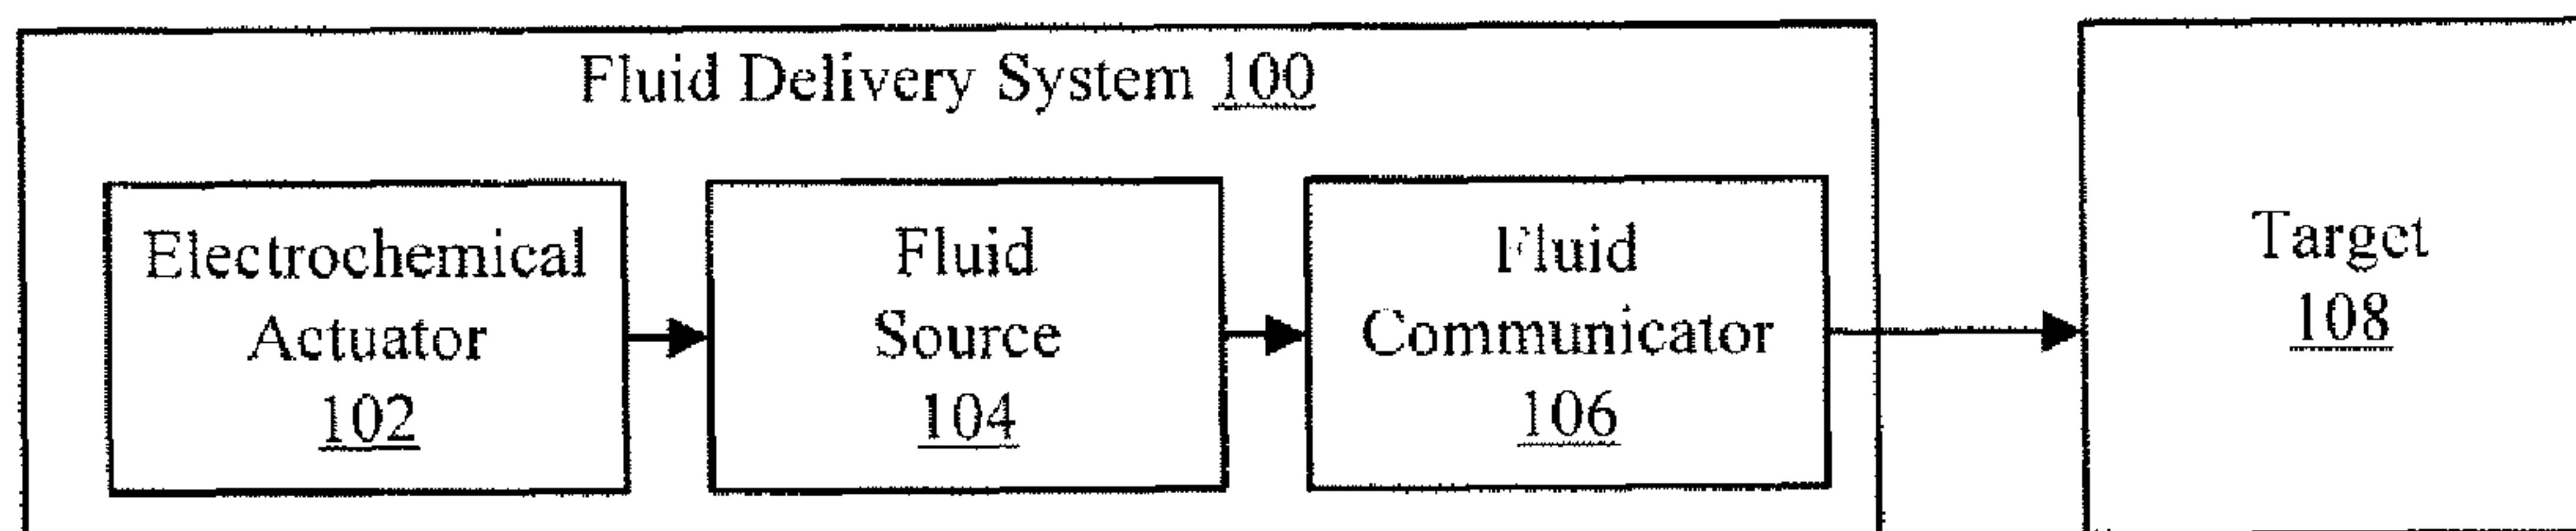 Fluid Delivery System 100
Electrochemical
Actuator
102
Fluid
Source
104
Fluid
Communicator
106
Target
108